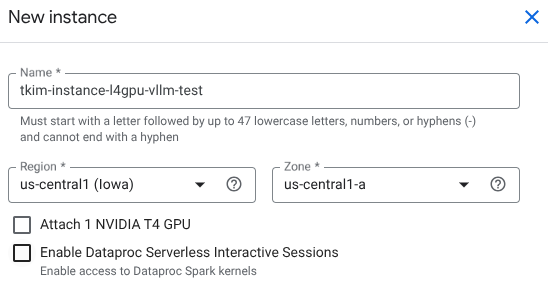 New instance
Name *
tkim-instance-l4gpu-vllm-test
Must start with a letter followed by up to 47 lowercase letters, numbers, or hyphens (-)
and cannot end with a hyphen
Region *
Zone *
us-central1 (Iowa)
us-central1-a
Attach 1 NVIDIA T4 GPU
Enable Dataproc Serverless Interactive Sessions
Enable access to Dataproc Spark kernels